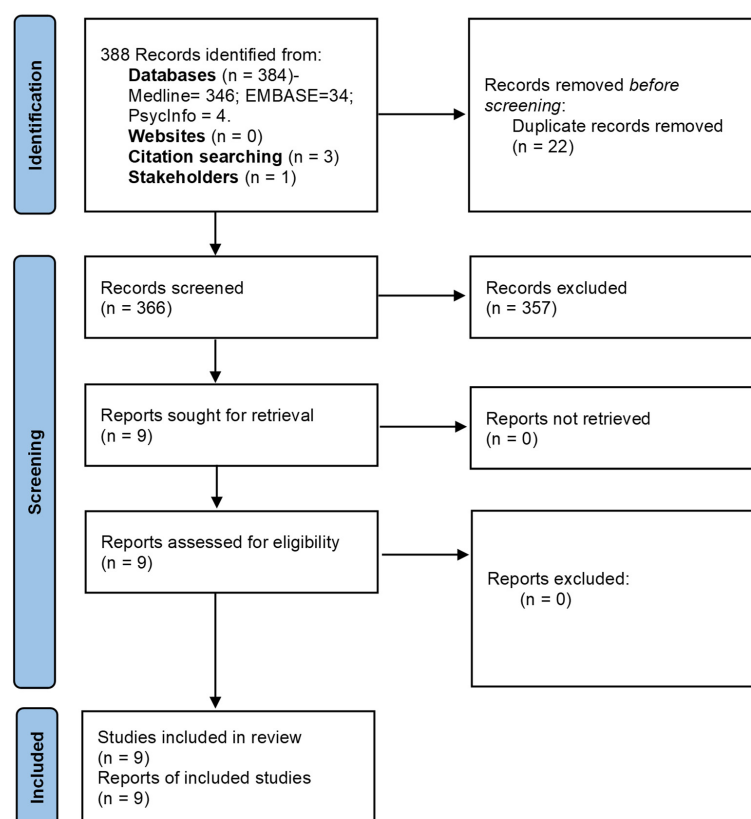 Identification
388 Records identified from:
Databases (n = 384)-
Medline= 346; EMBASE=34;
PsycInfo = 4.
Websites (n = 0)
Citation searching (n = 3)
Stakeholders (n = 1)
Records removed before
screening:
Duplicate records removed
(n = 22)
Screening
Records screened
(n = 366)
Records excluded
(n = 357)
Reports sought for retrieval
(n = 9)
Reports not retrieved
(n = 0)
Reports assessed for eligibility
(n = 9)
Reports excluded:
(n = 0)
Included
Studies included in review
(n = 9)
Reports of included studies
(n = 9)